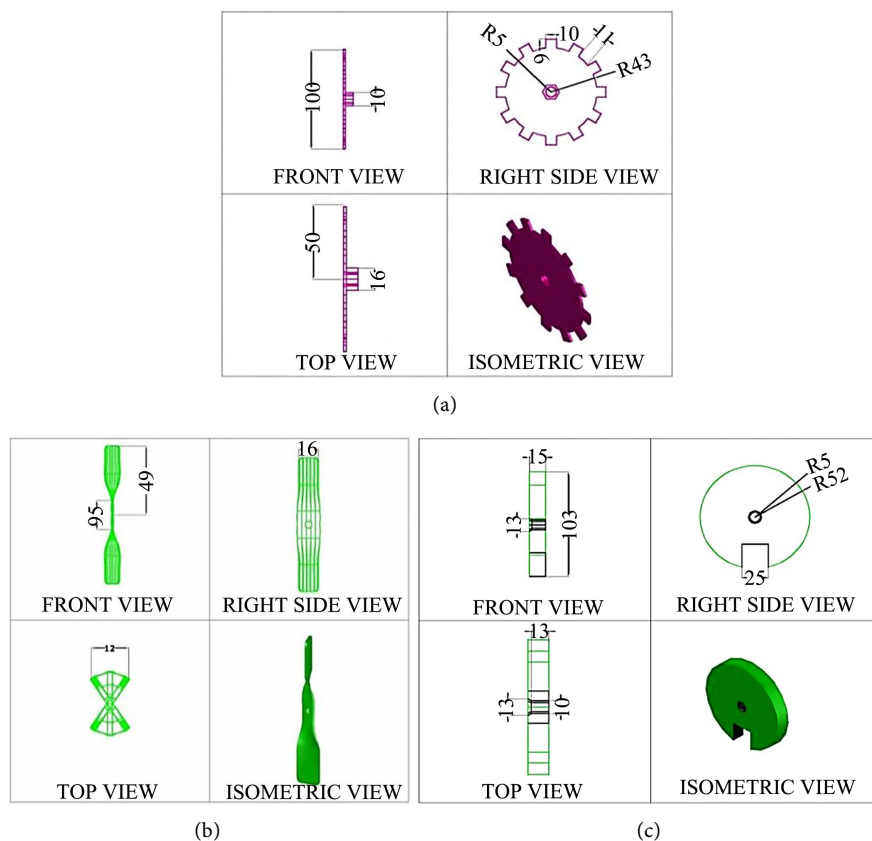 100
-10-
FRONT VIEW
R5
-10
-11-
9
R43
RIGHT SIDE VIEW
50
16
TOP VIEW
ISOMETRIC VIEW
(a)
95
49
FRONT VIEW
16
RIGHT SIDE VIEW
12
TOP VIEW
ISOMETRIC VIEW
(b)
-15-
-13-
103
FRONT VIEW
R5
R52
25
RIGHT SIDE VIEW
-13-
-13-
-10-
TOP VIEW
ISOMETRIC VIEW
(c)